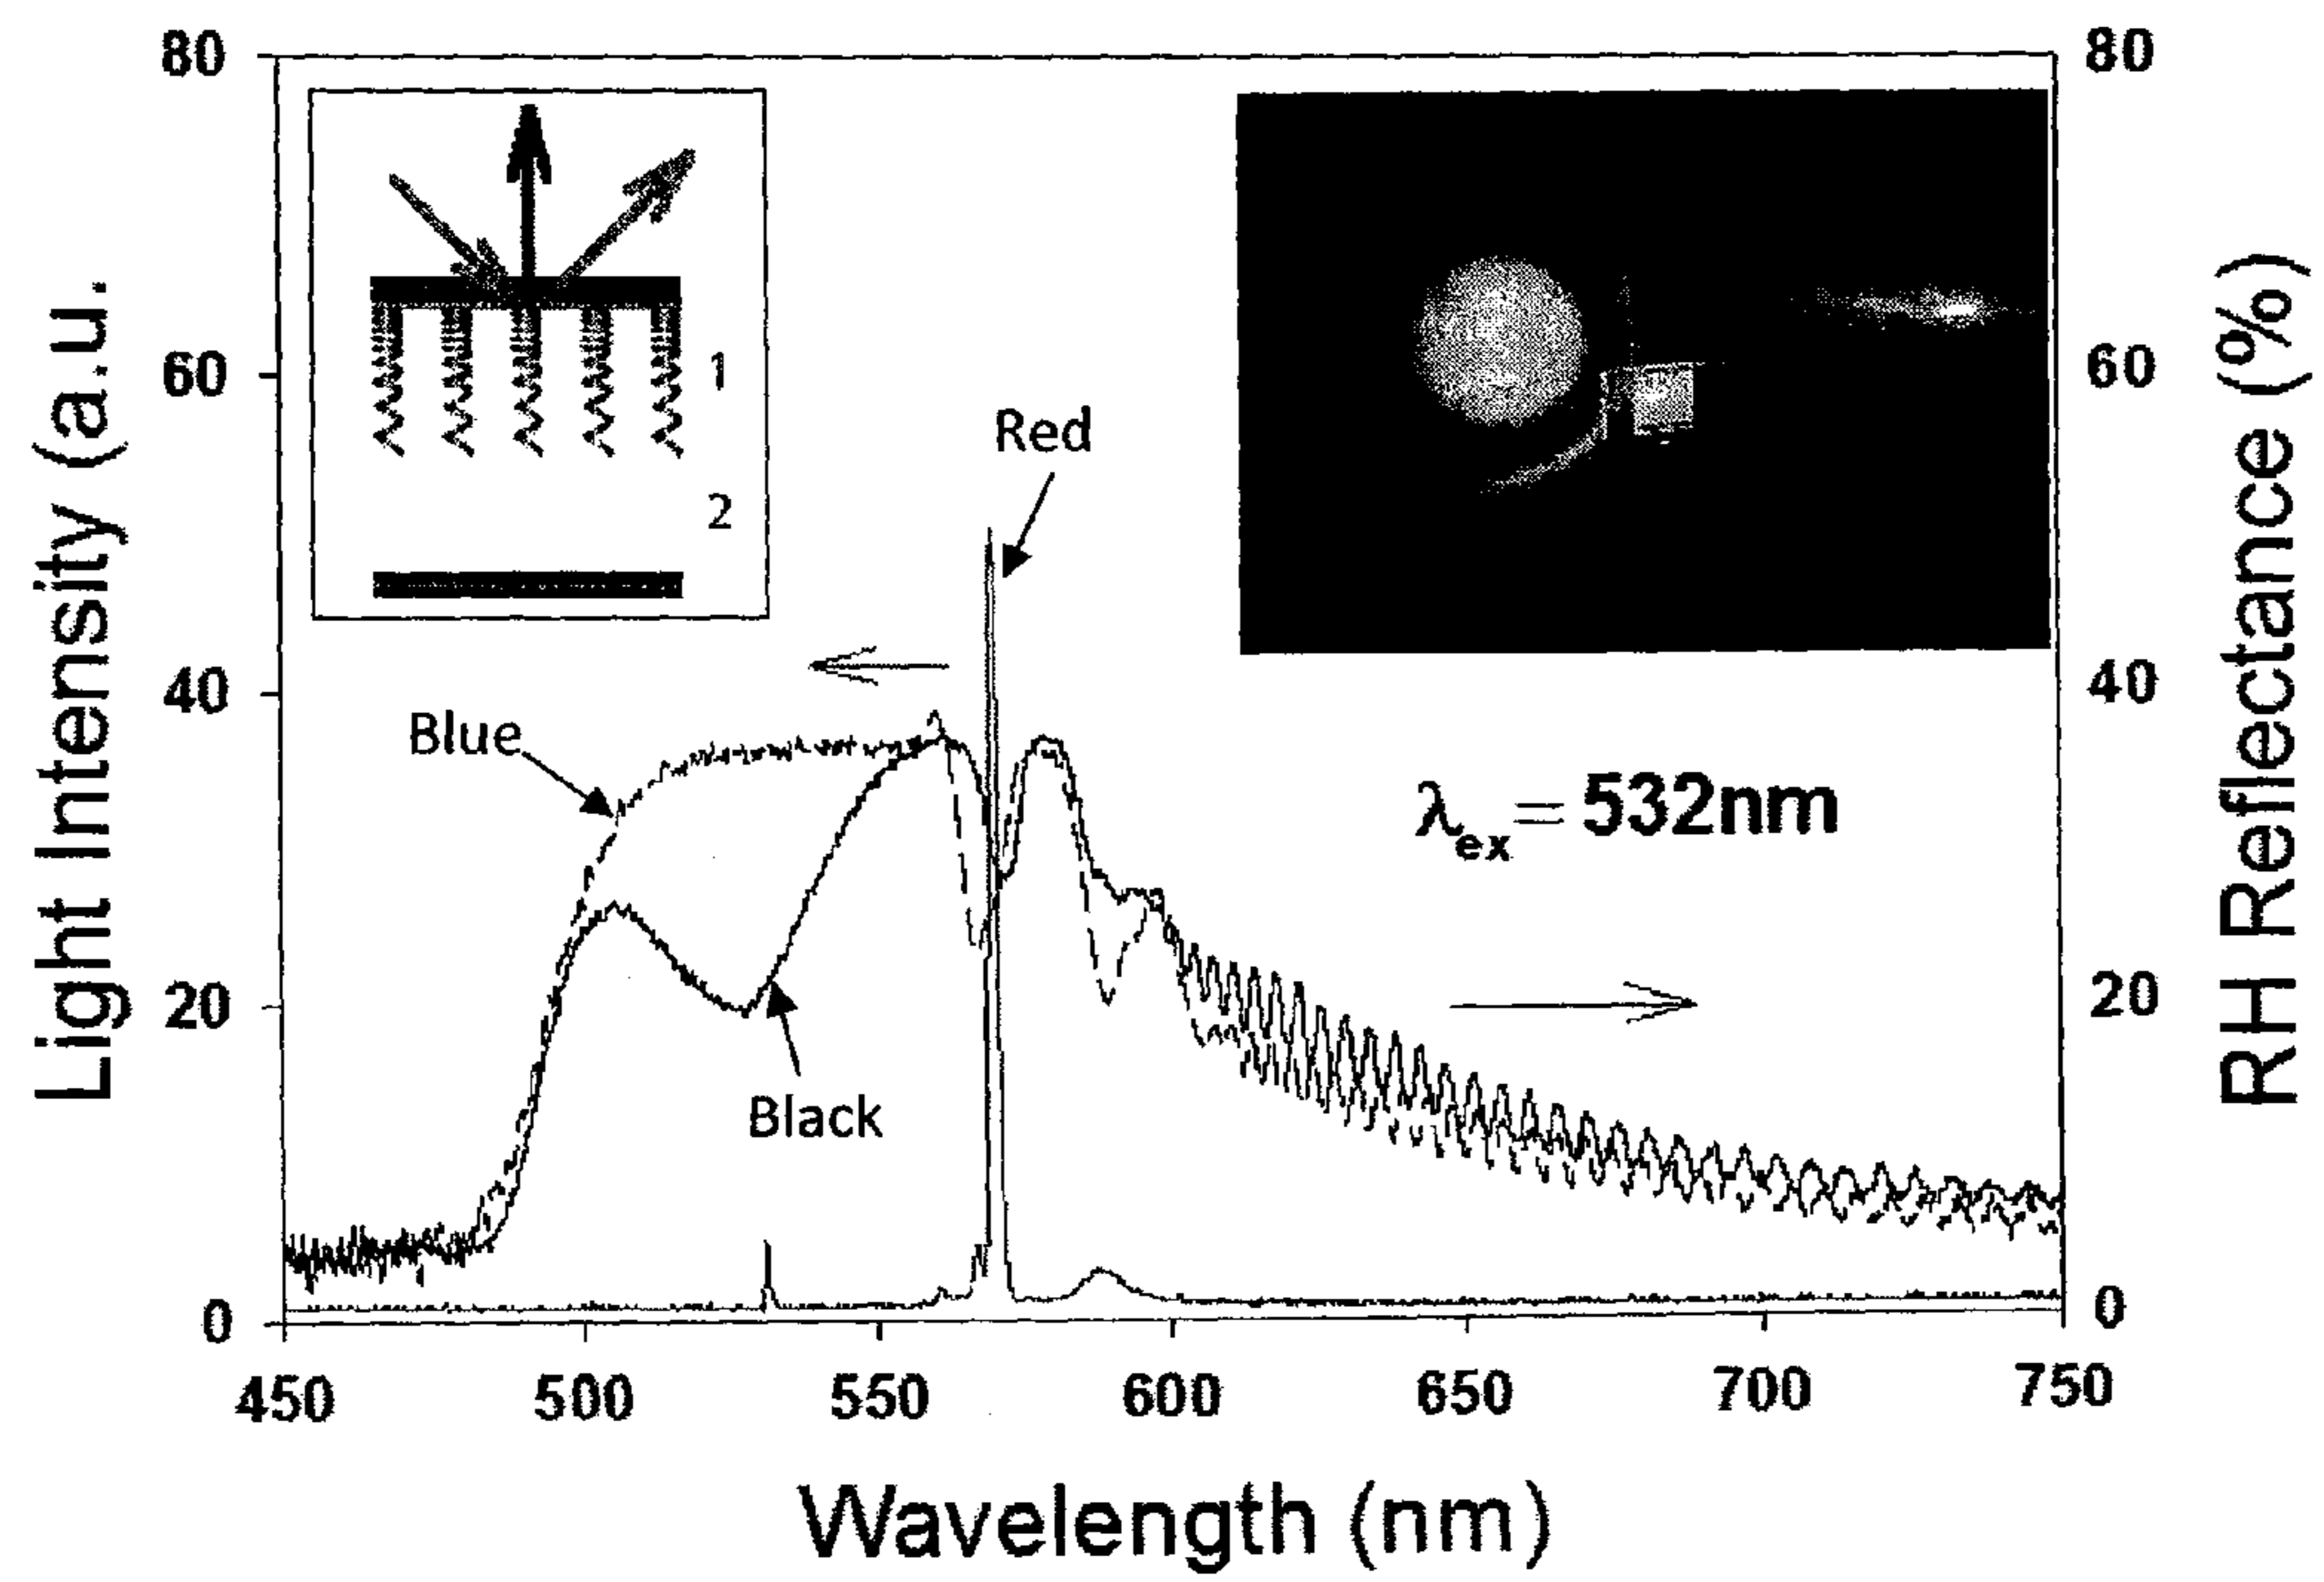 80
60
40
20
0
Light Intensity (a.u.
1
2
Red
Blue
Black
λex = 532nm
80
60
40
20
0
RH Reflectance (%)
450 500 550 600 650 700 750
Wavelength (nm)